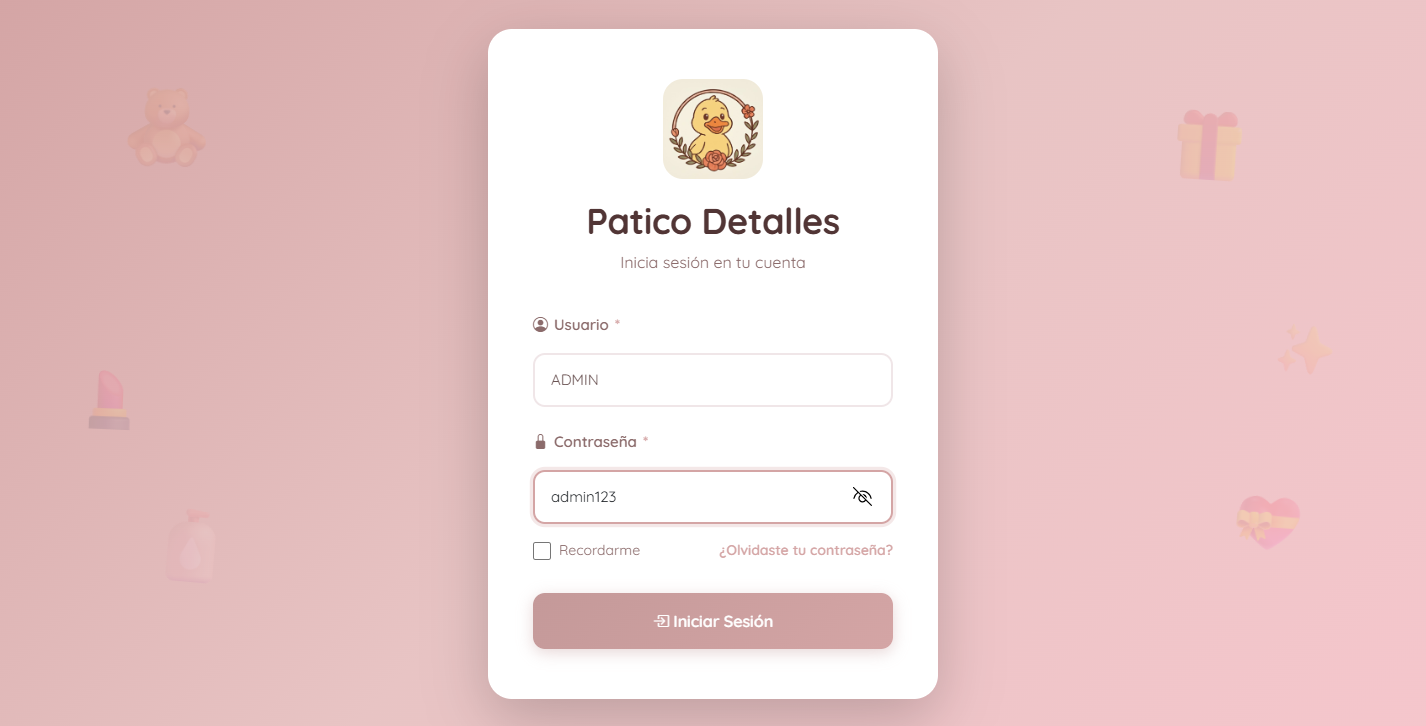 Patico Detalles
Inicia sesión en tu cuenta
Usuario *
ADMIN
Contraseña *
admin123
Recordarme ¿Olvidaste tu contraseña?
Iniciar Sesión